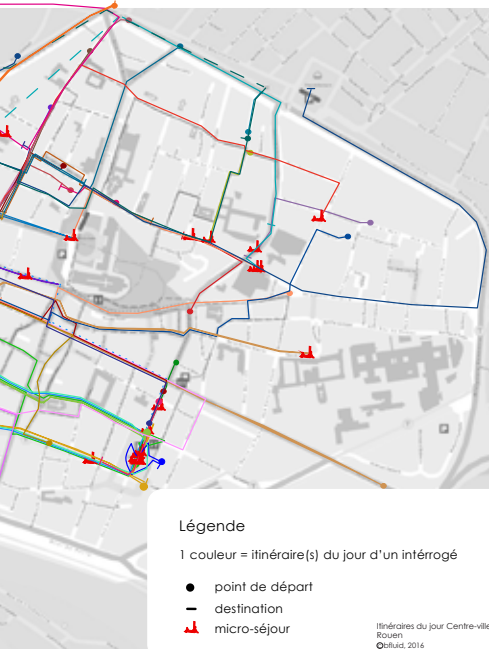 Légende
1 couleur = itinéraire(s) du jour d'un intérrogé
point de départ
destination
micro-séjour
Itinéraires du jour Centre-ville
Rouen
©bfluid, 2016